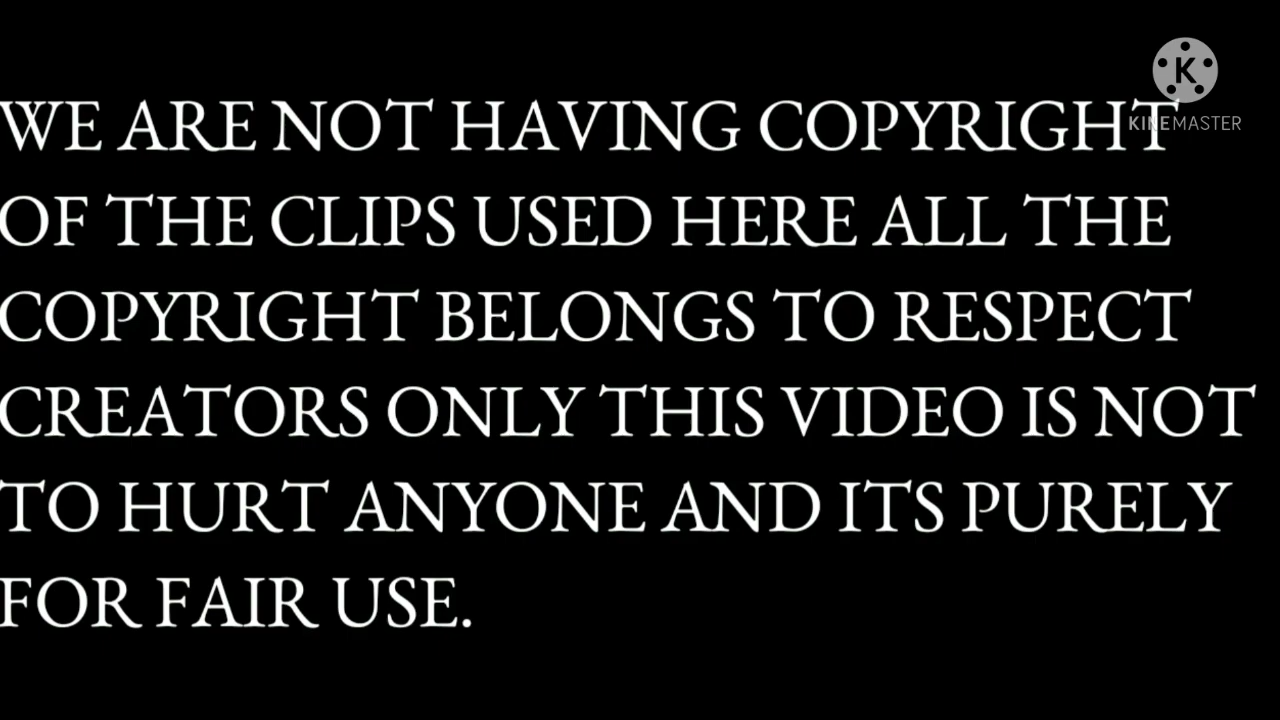 K
KINEMASTER
WE ARE NOT HAVING COPYRIGHT
OF THE CLIPS USED HERE ALL THE
COPYRIGHT BELONGS TO RESPECT
CREATORS ONLY THIS VIDEO IS NOT
TO HURT ANYONE AND ITS PURELY
FOR FAIR USE.